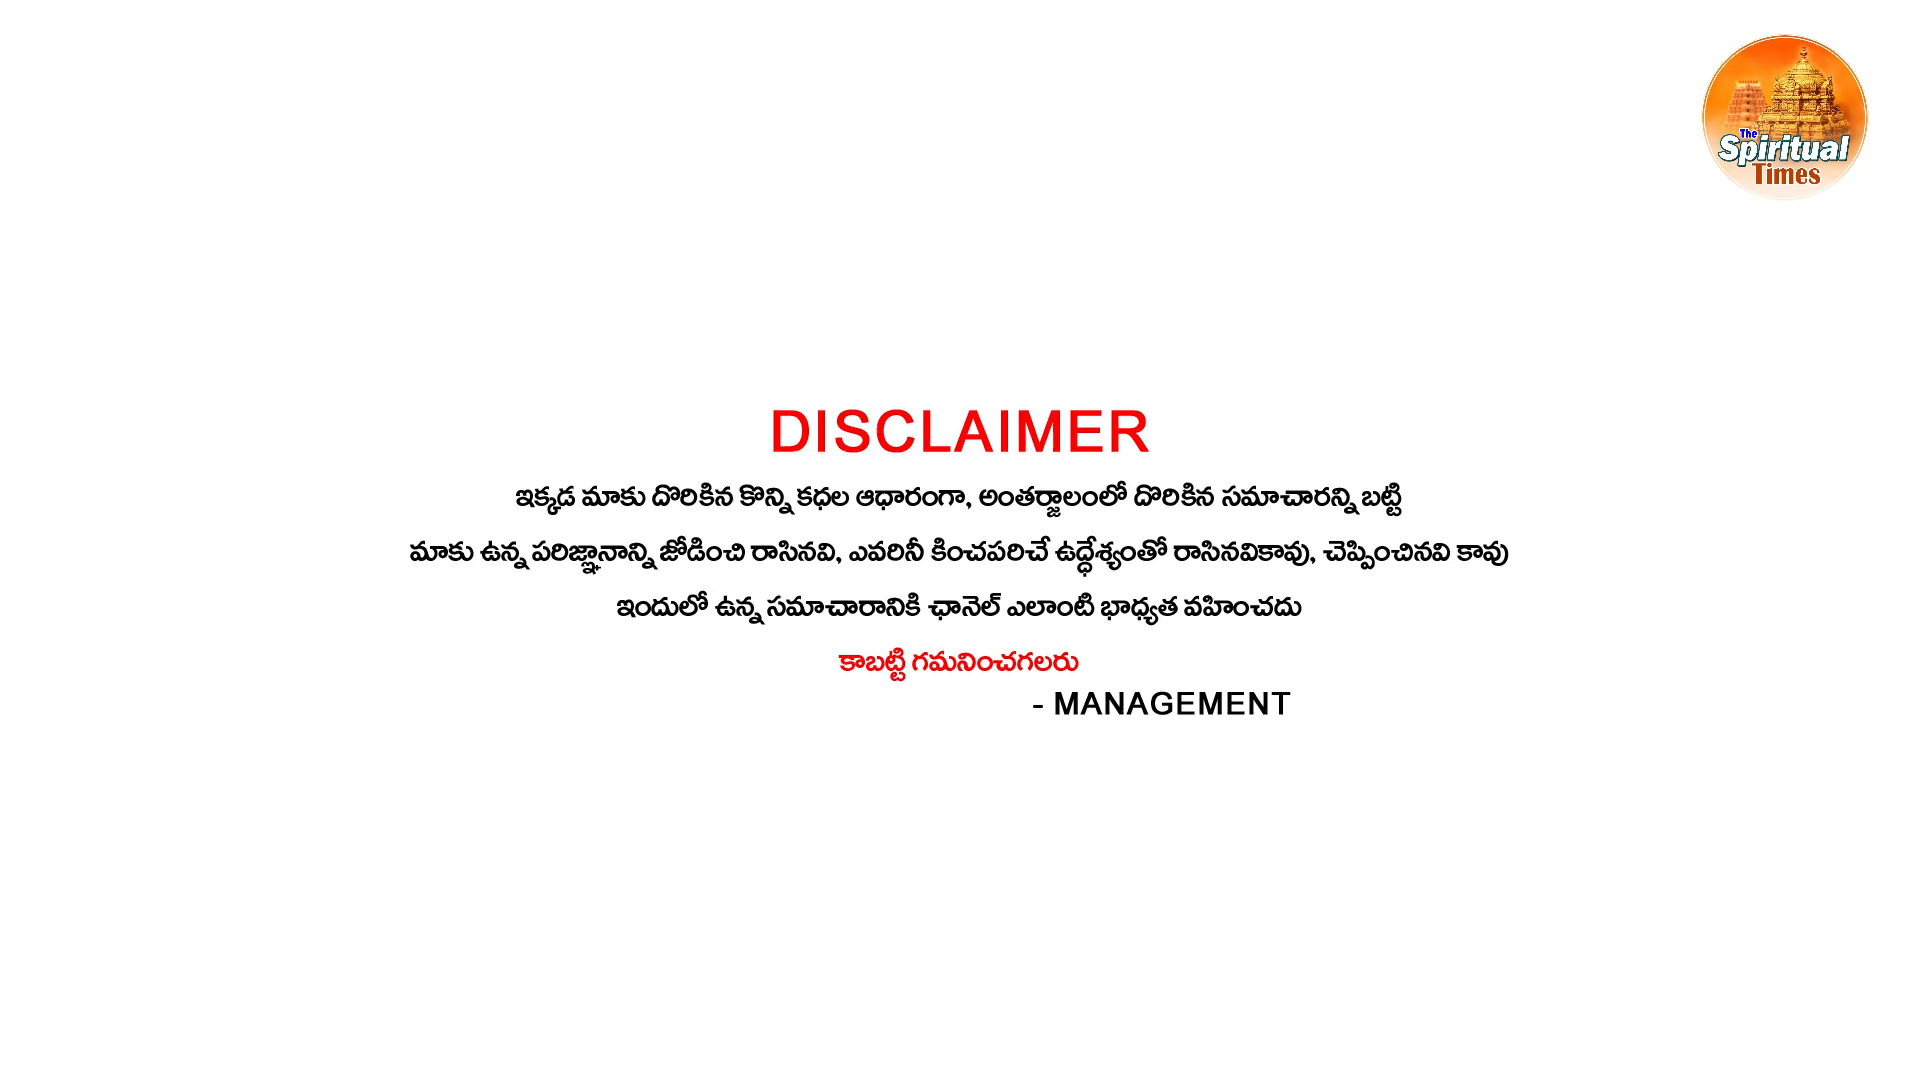 The
Spiritual
Times
DISCLAIMER
ఇక్కడ మాకు దొరికిన కొన్ని కధల ఆధారంగా, అంతర్జాలంలో దొరికిన సమాచారన్ని బట్టి
మాకు ఉన్న పరిజ్ఞానాన్ని జోడించి రాసినవి, ఎవరినీ కించపరిచే ఉద్ధేశ్యంతో రాసినవికావు, చెప్పించినవి కావు
ఇందులో ఉన్న సమాచారానికి ఛానెల్ ఎలాంటి భాధ్యత వహించదు
కాబట్టి గమనించగలరు
- MANAGEMENT